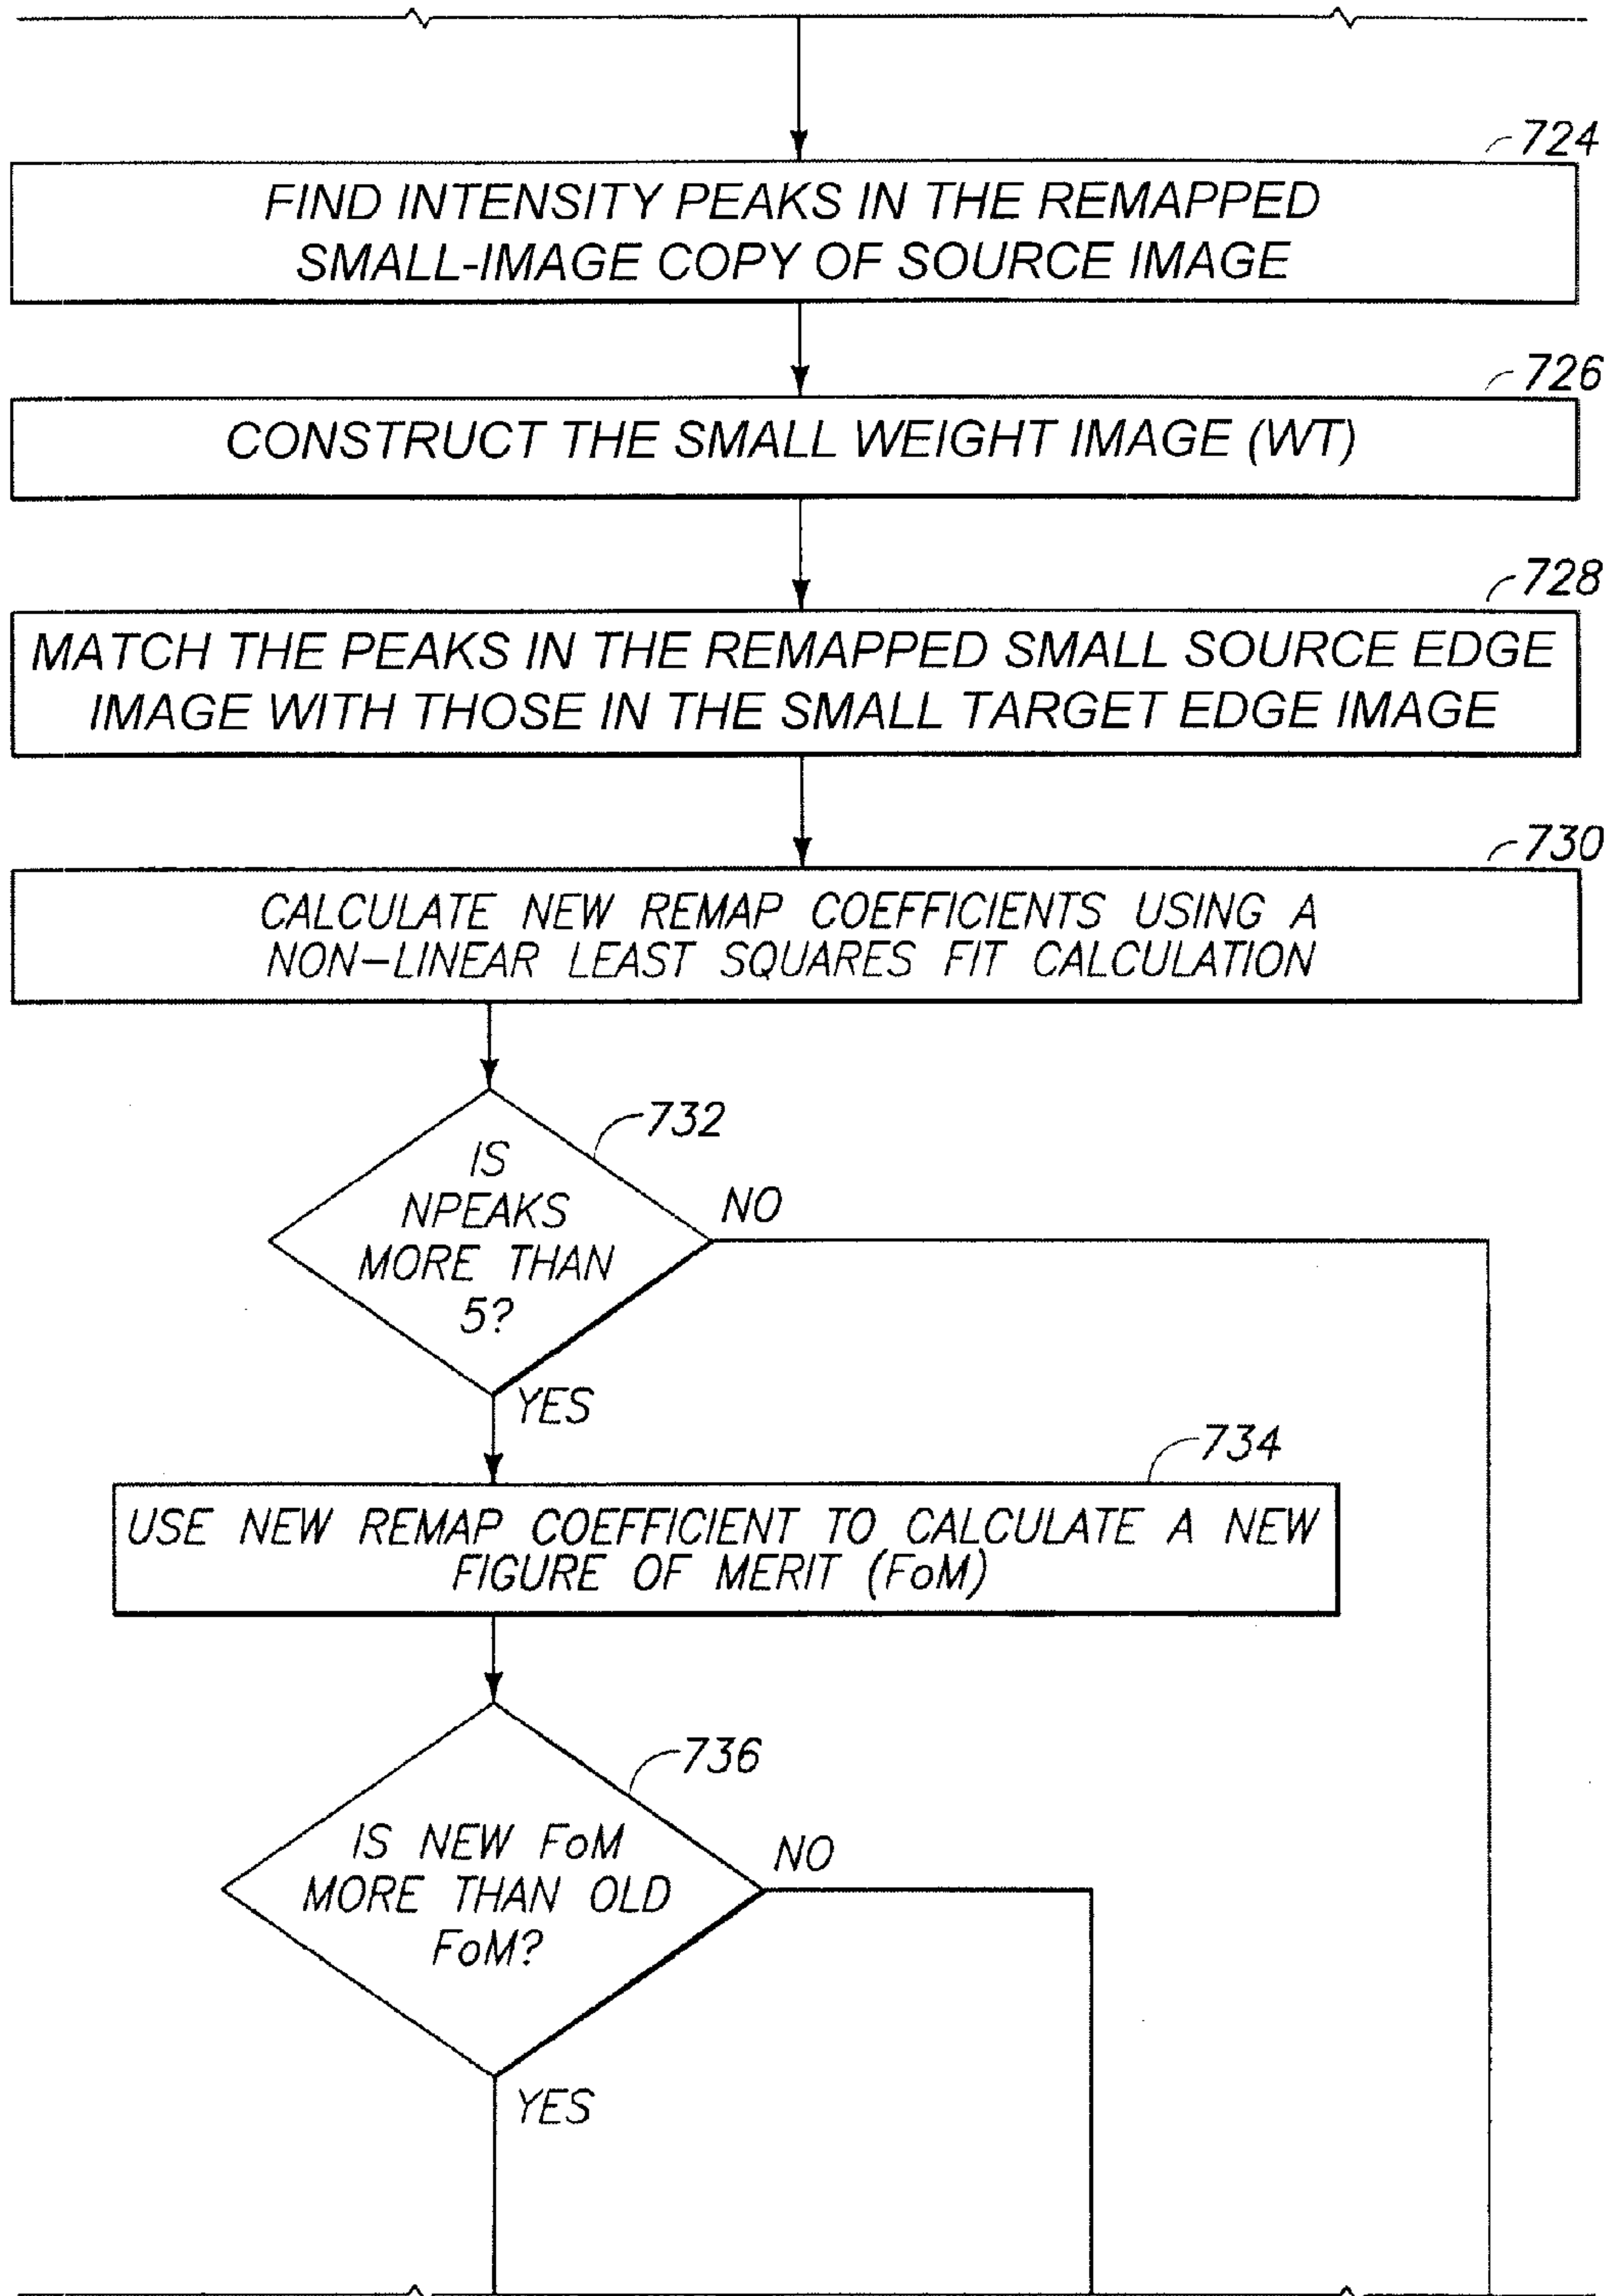 724
FIND INTENSITY PEAKS IN THE REMAPPED
SMALL-IMAGE COPY OF SOURCE IMAGE
726
CONSTRUCT THE SMALL WEIGHT IMAGE (WT)
728
MATCH THE PEAKS IN THE REMAPPED SMALL SOURCE EDGE
IMAGE WITH THOSE IN THE SMALL TARGET EDGE IMAGE
730
CALCULATE NEW REMAP COEFFICIENTS USING A
NON-LINEAR LEAST SQUARES FIT CALCULATION
732
IS
NPEAKS
MORE THAN
5?
NO
YES
734
USE NEW REMAP COEFFICIENT TO CALCULATE A NEW
FIGURE OF MERIT (FoM)
736
IS NEW FoM
MORE THAN OLD
FoM?
NO
YES